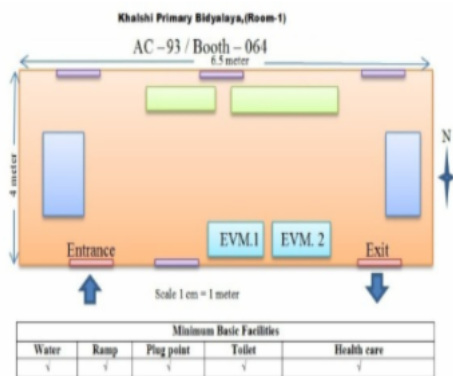 Khalshi Primary Bidyalaya,(Room-1)
AC – 93 / Booth – 064
6.5 meter
4 meter
N
EVM.1 EVM. 2
Entrance Exit
Scale 1 cm = 1 meter
Minimum Basic Facilities
Water Ramp Plug point Toilet Health care
√ √ √ √ √